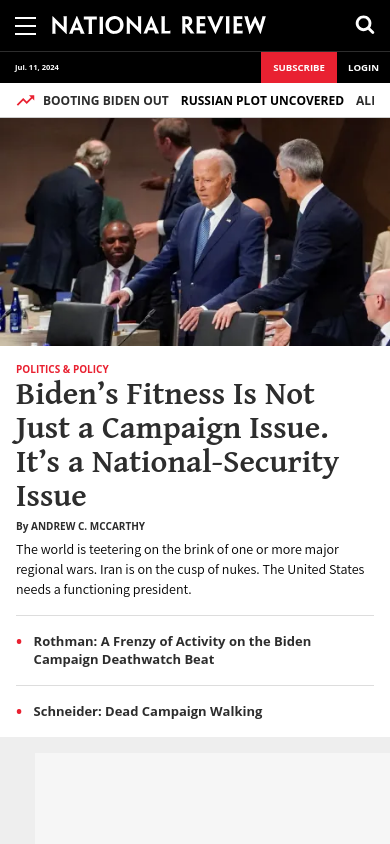 NATIONAL REVIEW
Jul. 11, 2024
SUBSCRIBE
LOGIN
BOOTING BIDEN OUT
RUSSIAN PLOT UNCOVERED
POLITICS & POLICY
Biden’s Fitness Is Not
Just a Campaign Issue.
It’s a National-Security
Issue
By ANDREW C. MCCARTHY
The world is teetering on the brink of one or more major
regional wars. Iran is on the cusp of nukes. The United States
needs a functioning president.
Rothman: A Frenzy of Activity on the Biden
Campaign Deathwatch Beat
Schneider: Dead Campaign Walking